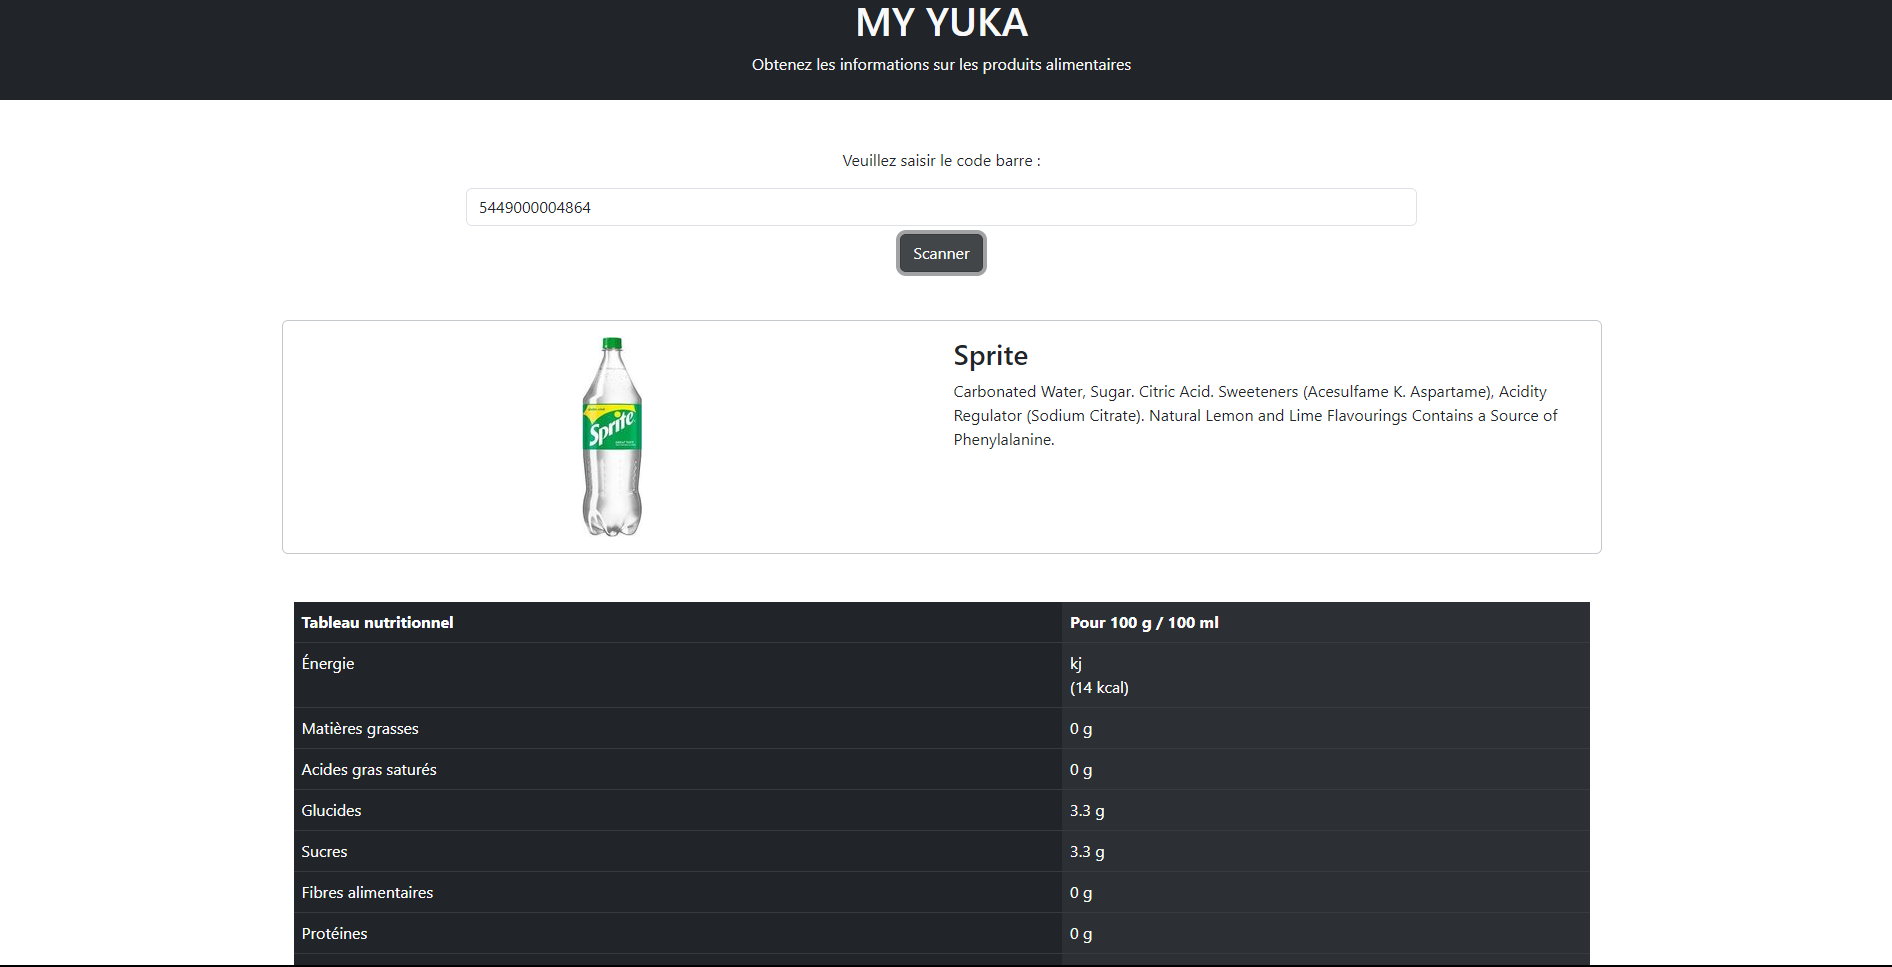 MY YUKA
Obtenez les informations sur les produits alimentaires
Veuillez saisir le code barre :
5449000004864
Scanner
Sprite
Sprite
Carbonated Water, Sugar. Citric Acid. Sweeteners (Acesulfame K. Aspartame), Acidity
Regulator (Sodium Citrate). Natural Lemon and Lime Flavourings Contains a Source of
Phenylalanine.
Tableau nutritionnel Pour 100 g / 100 ml
Énergie kj
(14 kcal)
Matières grasses 0 g
Acides gras saturés 0 g
Glucides 3.3 g
Sucres 3.3 g
Fibres alimentaires 0 g
Protéines 0 g